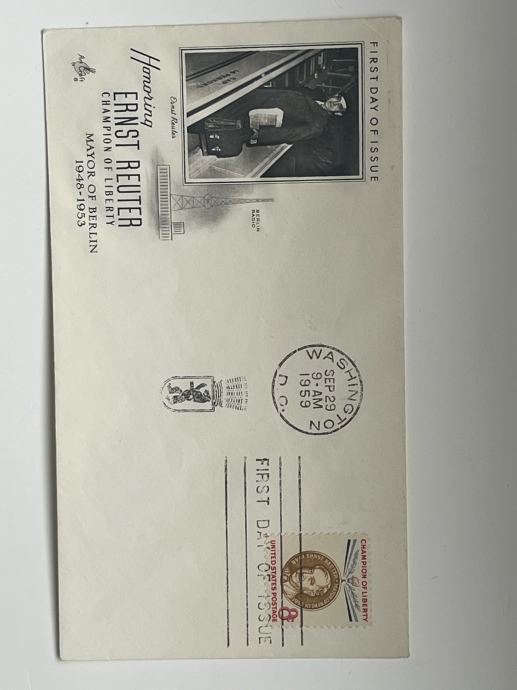 FIRST DAY OF ISSUE
Ernst Reuter
BERLIN
RADIO
Honoring
ERNST REUTER
CHAMPION OF LIBERTY
MAYOR OF BERLIN
1948-1953
ArtCraft
WASHINGTON
SEP 29
9-AM
1959
D.C.
FIRST DAY OF ISSUE
CHAMPION OF LIBERTY
8¢
UNITED STATES POSTAGE